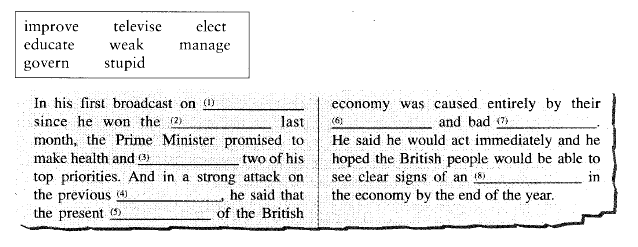 improve televise elect
educate weak manage
govern stupid
In his first broadcast on (1) ____________
since he won the (2) ____________ last
month, the Prime Minister promised to
make health and (3) ____________ two of his
top priorities. And in a strong attack on
the previous (4) ____________, he said that
the present (5) ____________ of the British
economy was caused entirely by their
(6) ____________ and bad (7) ____________.
He said he would act immediately and he
hoped the British people would be able to
see clear signs of an (8) ____________ in
the economy by the end of the year.